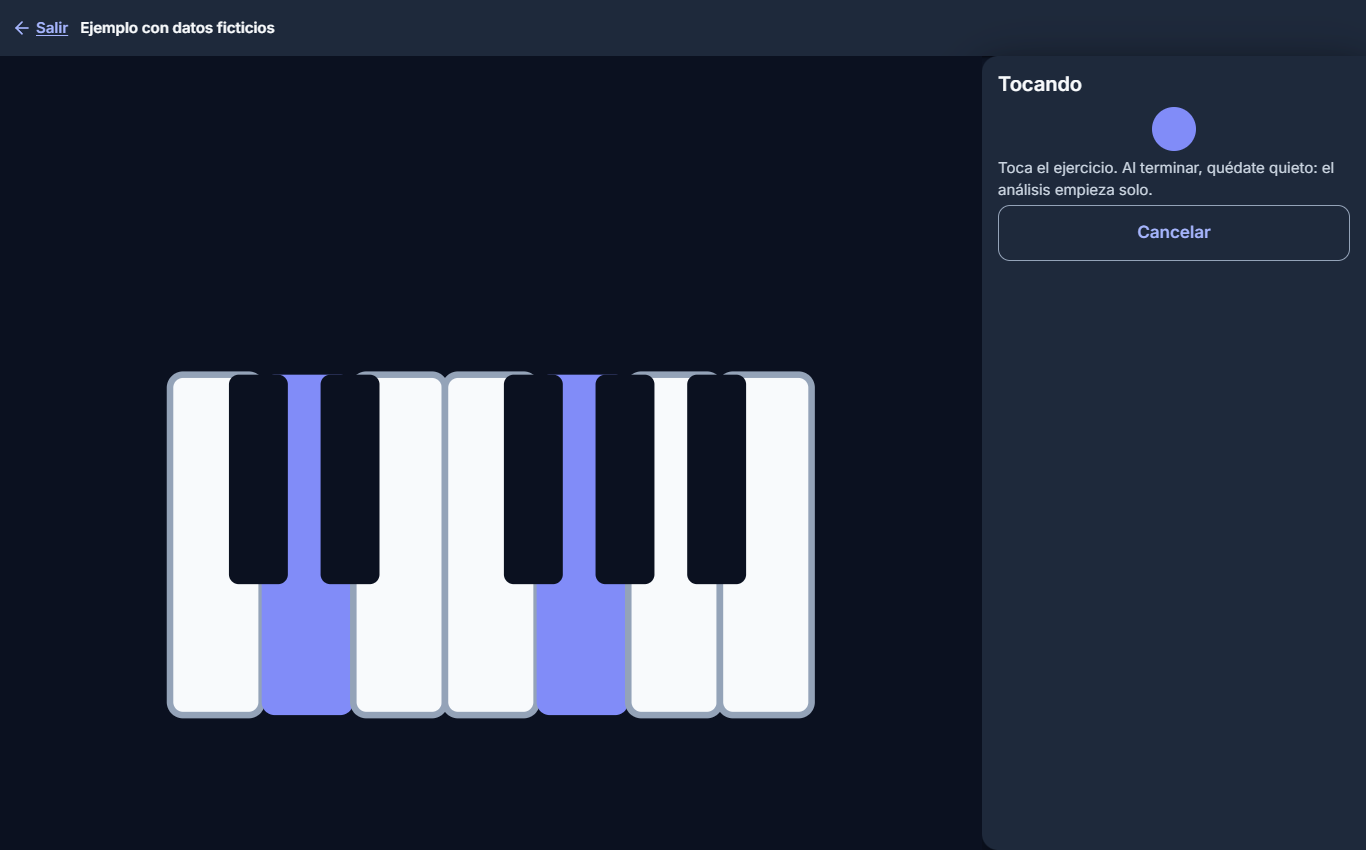 Salir Ejemplo con datos ficticios
Tocando
Toca el ejercicio. Al terminar, quédate quieto: el
análisis empieza solo.
Cancelar